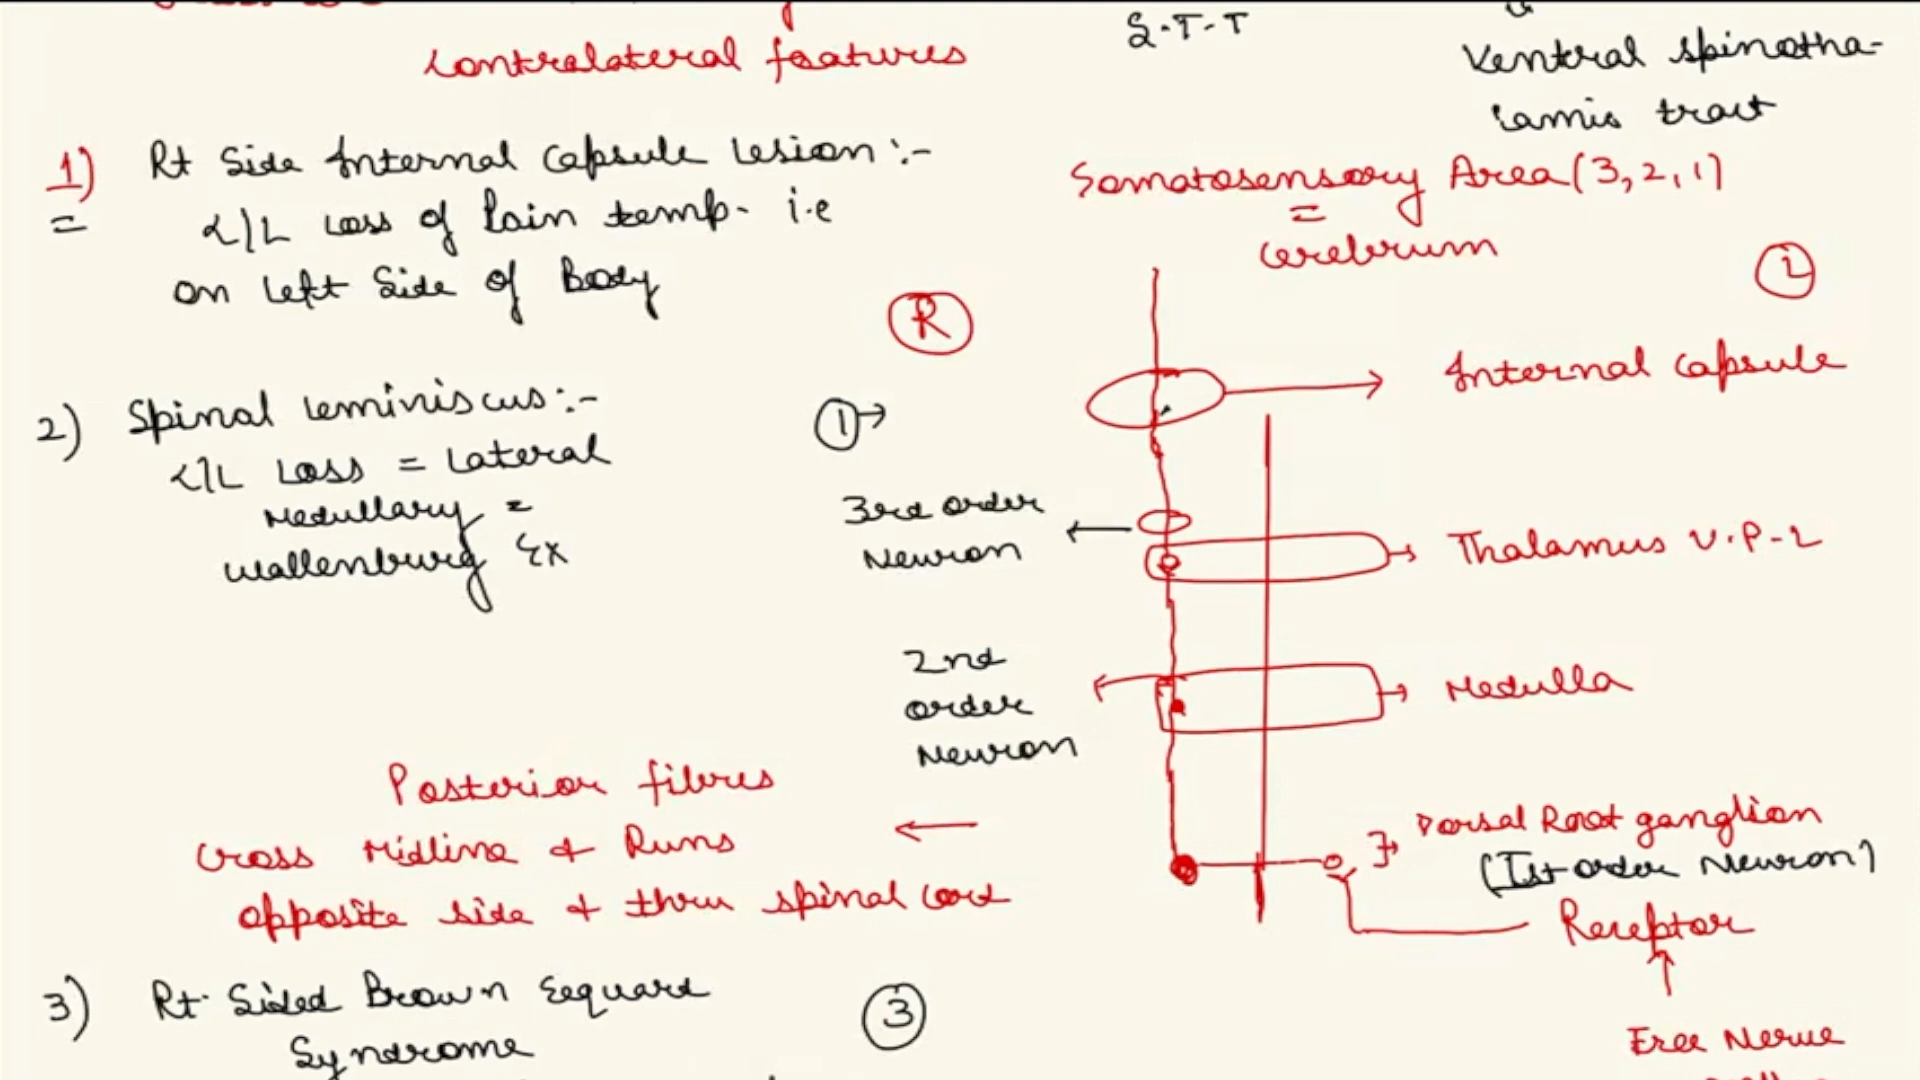 contralateral features
S.T.T
Ventral spinotha-
lamic tract
1) Rt Side Internal Capsule Lesion :-
C/L Loss of Pain temp. i.e
on Left Side of Body
Somatosensory Area (3,2,1)
=
Cerebrum
R
L
Internal Capsule
2) Spinal Leminiscus :-
C/L Loss = Lateral
Medullary =
Wallenburg Sx
1
3rd order
Neuron
Thalamus V.P-L
2nd
order
Neuron
Medulla
Posterior fibres
Cross Midline & Runs
opposite side & thru spinal cord
Dorsal Root ganglion
(Ist order Neuron)
Receptor
3) Rt. Sided Brown Sequard
Syndrome
3
Free Nerve